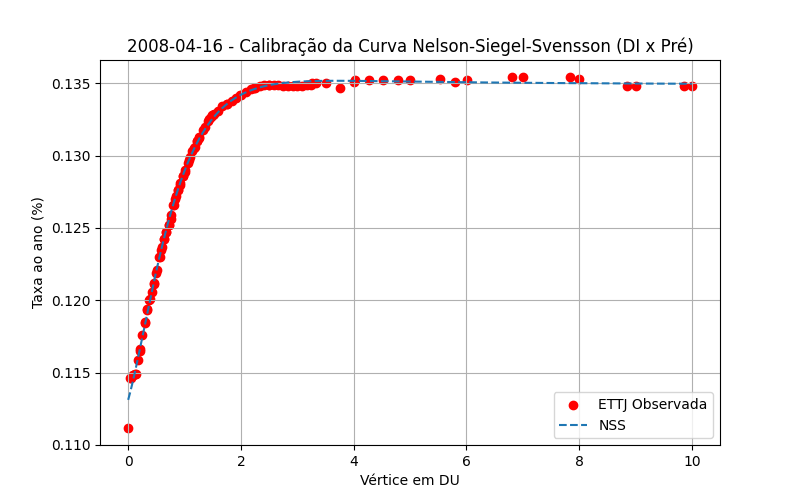 2008-04-16 - Calibração da Curva Nelson-Siegel-Svensson (DI x Pré)
Taxa ao ano (%)
0.135
0.130
0.125
0.120
0.115
0.110
0 2 4 6 8 10
Vértice em DU
ETTJ Observada
NSS